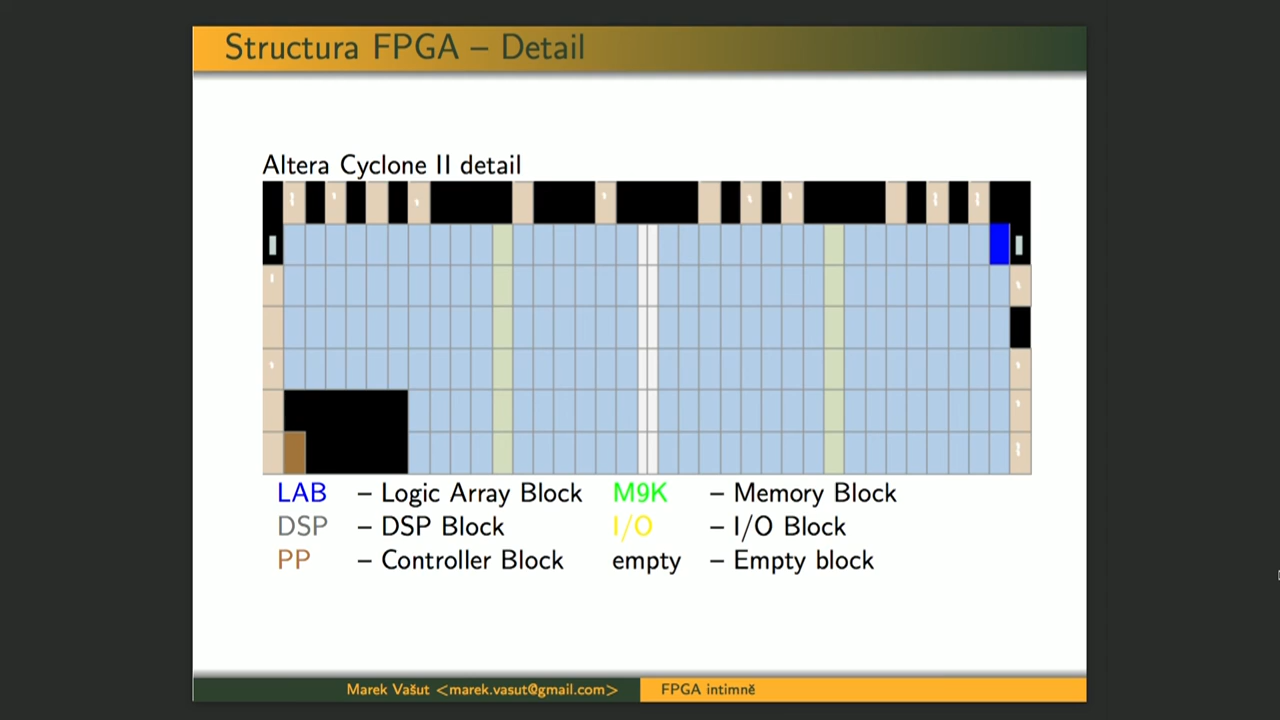 Structura FPGA – Detail
Altera Cyclone II detail
LAB – Logic Array Block M9K – Memory Block
DSP – DSP Block I/O – I/O Block
PP – Controller Block empty – Empty block
Marek Vašut <marek.vasut@gmail.com> FPGA intimně